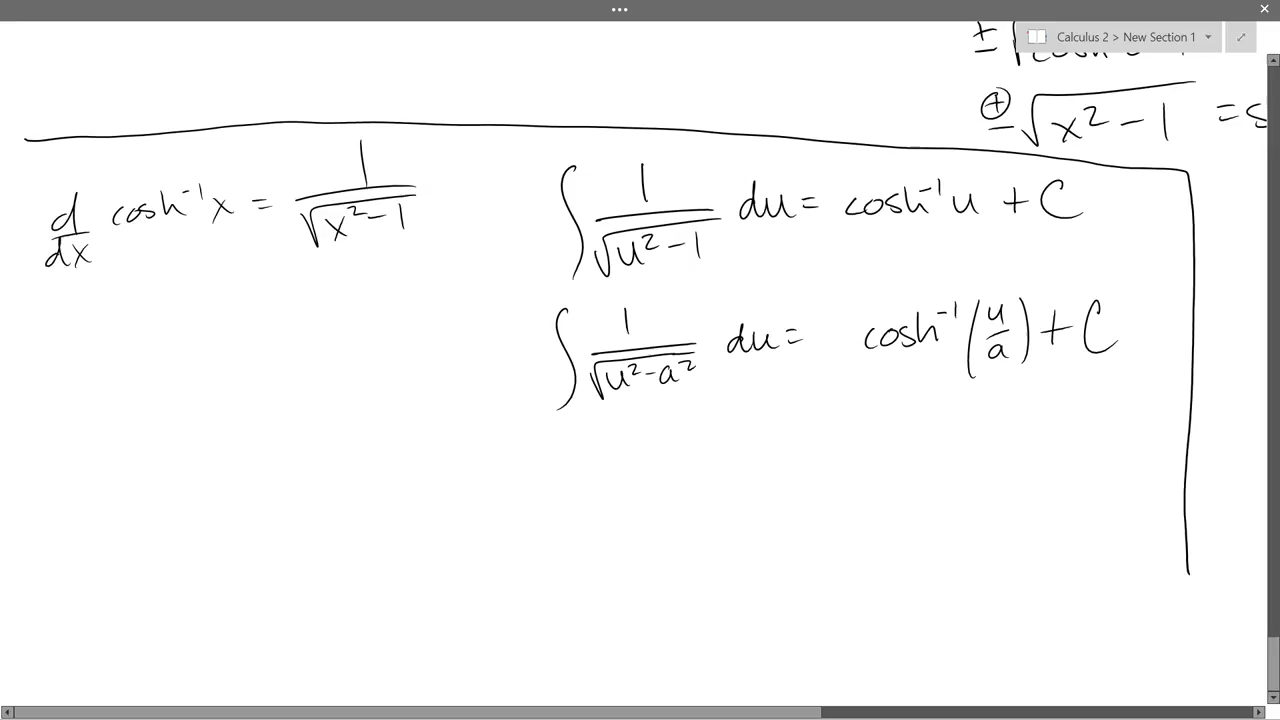 Calculus 2 > New Section 1
± √
± √(x² − 1) = s
d/dx cosh⁻¹x = 1/√(x² − 1)
∫ 1/√(u² − 1) du = cosh⁻¹u + C
∫ 1/√(u² − a²) du = cosh⁻¹(u/a) + C